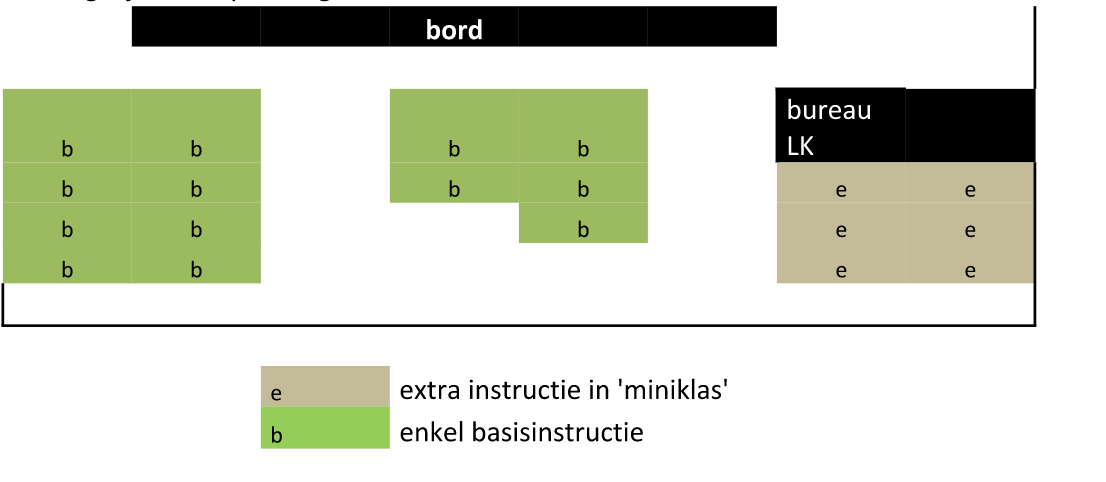 bord
bureau
LK
b b b b
b b b b e e
b b b e e
b b e e
e extra instructie in 'miniklas'
b enkel basisinstructie